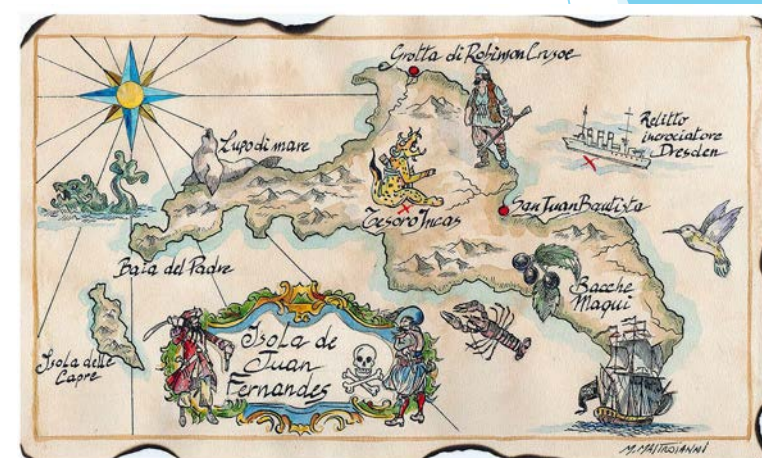 Grotta di Robinson Crusoe
Relitto
incrociatore
Dresden
Lupo di mare
Tesoro Incas
San Juan Bautista
Baia del Padre
Bacche
Maqui
Isola delle
Capre
Isola de
Juan
Fernandes
M. MASTROIANNI